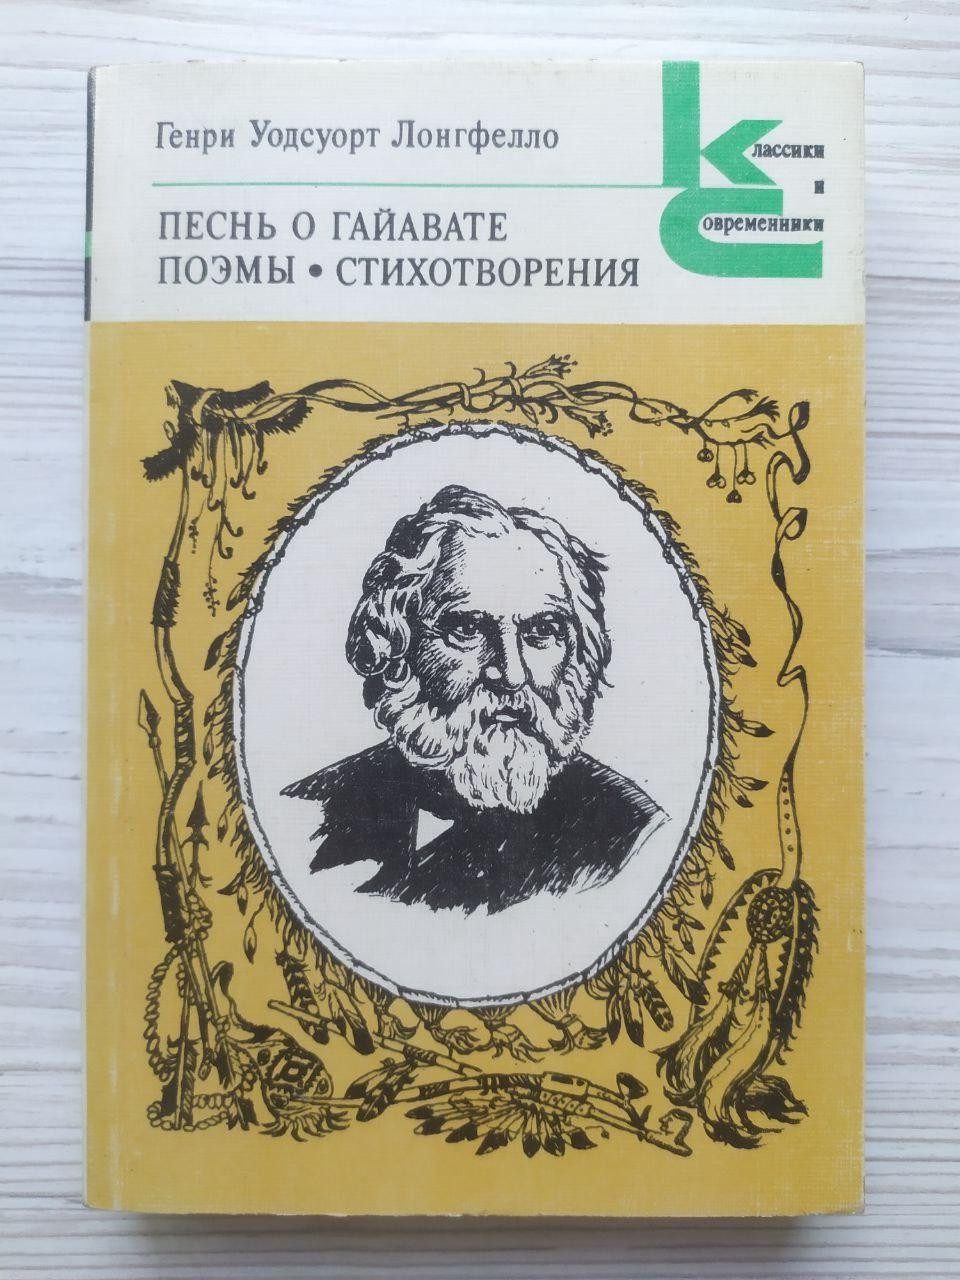 Генри Уодсуорт Лонгфелло
ПЕСНЬ О ГАЙАВАТЕ
ПОЭМЫ • СТИХОТВОРЕНИЯ
Классики
и
Современники